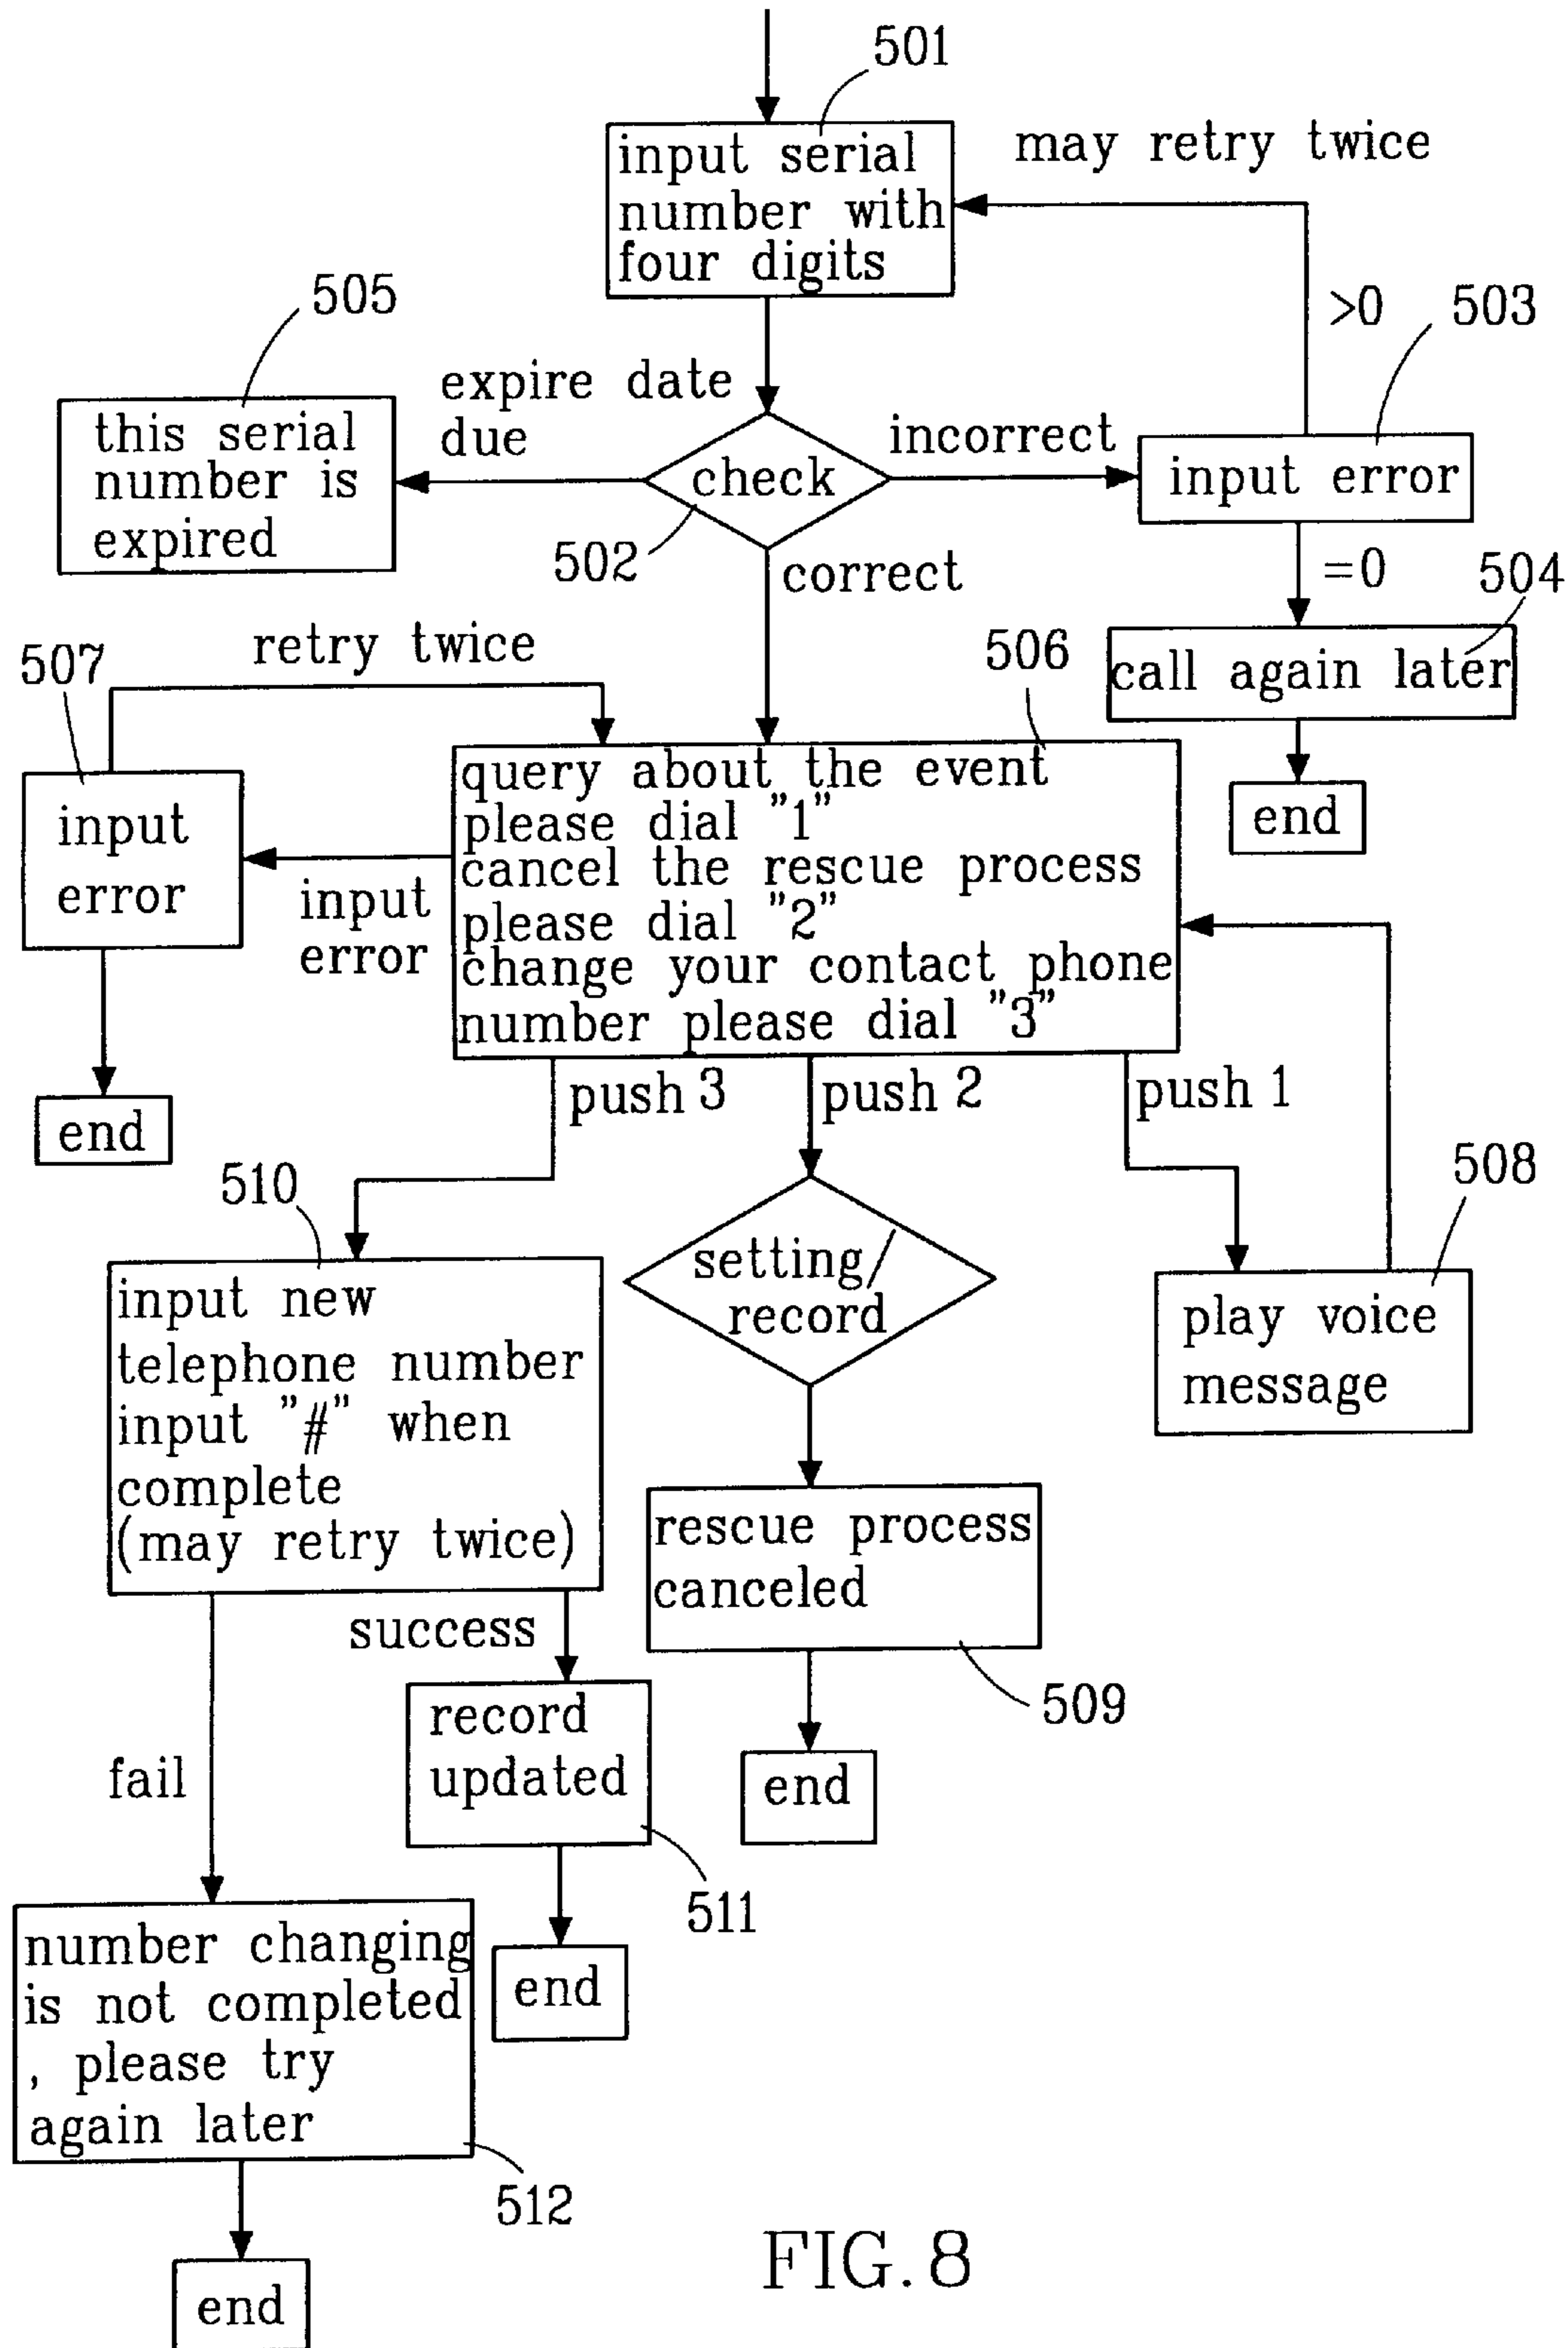 501
input serial
number with
four digits
may retry twice
>0
503
505
expire date
due
this serial
number is
expired
check
502
incorrect
input error
correct
=0
504
call again later
end
retry twice
507
506
input
error
input
error
end
query about the event
please dial "1"
cancel the rescue process
please dial "2"
change your contact phone
number please dial "3"
push 3
push 2
push 1
510
508
input new
telephone number
input "#" when
complete
(may retry twice)
setting/
record
play voice
message
rescue process
canceled
509
end
success
record
updated
511
end
fail
number changing
is not completed
, please try
again later
512
end
FIG. 8